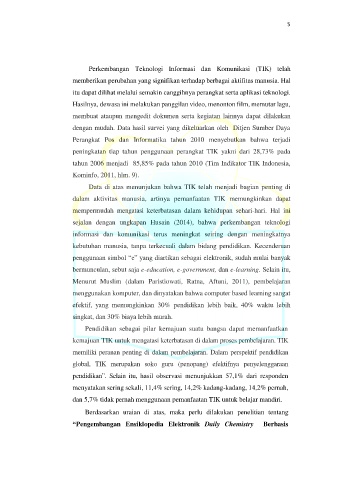 5
Perkembangan Teknologi Informasi dan Komunikasi (TIK) telah
memberikan perubahan yang signifikan terhadap berbagai aktifitas manusia. Hal
itu dapat dilihat melalui semakin canggihnya perangkat serta aplikasi teknologi.
Hasilnya, dewasa ini melakukan panggilan video, menonton film, memutar lagu,
membuat ataupun mengedit dokumen serta kegiatan lainnya dapat dilakukan
dengan mudah. Data hasil survei yang dikeluarkan oleh Ditjen Sumber Daya
Perangkat Pos dan Informatika tahun 2010 menyebutkan bahwa terjadi
peningkatan tiap tahun penggunaan perangkat TIK yakni dari 28,73% pada
tahun 2006 menjadi 85,85% pada tahun 2010 (Tim Indikator TIK Indonesia,
Kominfo. 2011, hlm. 9).
Data di atas menunjukan bahwa TIK telah menjadi bagian penting di
dalam aktivitas manusia, artinya pemanfaatan TIK memungkinkan dapat
mempermudah mengatasi keterbatasan dalam kehidupan sehari-hari. Hal ini
sejalan dengan ungkapan Husain (2014), bahwa perkembangan teknologi
informasi dan komunikasi terus meningkat seiring dengan meningkatnya
kebutuhan manusia, tanpa terkecuali dalam bidang pendidikan. Kecenderuan
penggunaan simbol “e” yang diartikan sebagai elektronik, sudah mulai banyak
bermunculan, sebut saja e-education, e-government, dan e-learning. Selain itu,
Menurut Muslim (dalam Paristiowati, Ratna, Aftuni, 2011), pembelajaran
menggunakan komputer, dan dinyatakan bahwa computer based learning sangat
efektif, yang memungkinkan 30% pendidikan lebih baik, 40% waktu lebih
singkat, dan 30% biaya lebih murah.
Pendidikan sebagai pilar kemajuan suatu bangsa dapat memanfaatkan
kemajuan TIK untuk mengatasi keterbatasan di dalam proses pembelajaran. TIK
memiliki peranan penting di dalam pembelajaran. Dalam perspektif pendidikan
global, TIK merupakan soko guru (penopang) efektifnya penyelenggaraan
pendidikan”. Selain itu, hasil observasi menunjukkan 57,1% dari responden
menyatakan sering sekali, 11,4% sering, 14,2% kadang-kadang, 14,2% pernah,
dan 5,7% tidak pernah menggunakan pemanfaatan TIK untuk belajar mandiri.
Berdasarkan uraian di atas, maka perlu dilakukan penelitian tentang
“Pengembangan Ensiklopedia Elektronik Daily Chemistry Berbasis